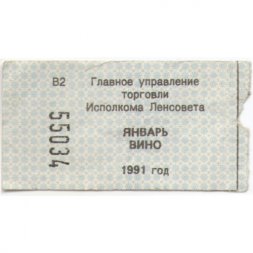 В2
Главное управление
торговли
Исполкома Ленсовета
55034
ЯНВАРЬ
ВИНО
1991 год